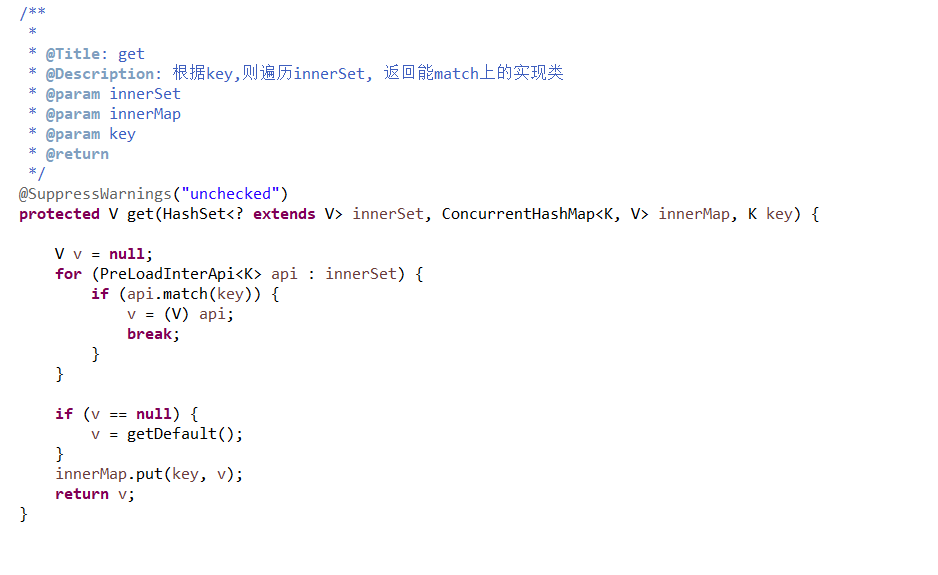 /**
 *
 * @Title: get
 * @Description: 根据key,则遍历innerSet, 返回能match上的实现类
 * @param innerSet
 * @param innerMap
 * @param key
 * @return
 */
@SuppressWarnings("unchecked")
protected V get(HashSet<? extends V> innerSet, ConcurrentHashMap<K, V> innerMap, K key) {

    V v = null;
    for (PreLoadInterApi<K> api : innerSet) {
        if (api.match(key)) {
            v = (V) api;
            break;
        }
    }

    if (v == null) {
        v = getDefault();
    }
    innerMap.put(key, v);
    return v;
}